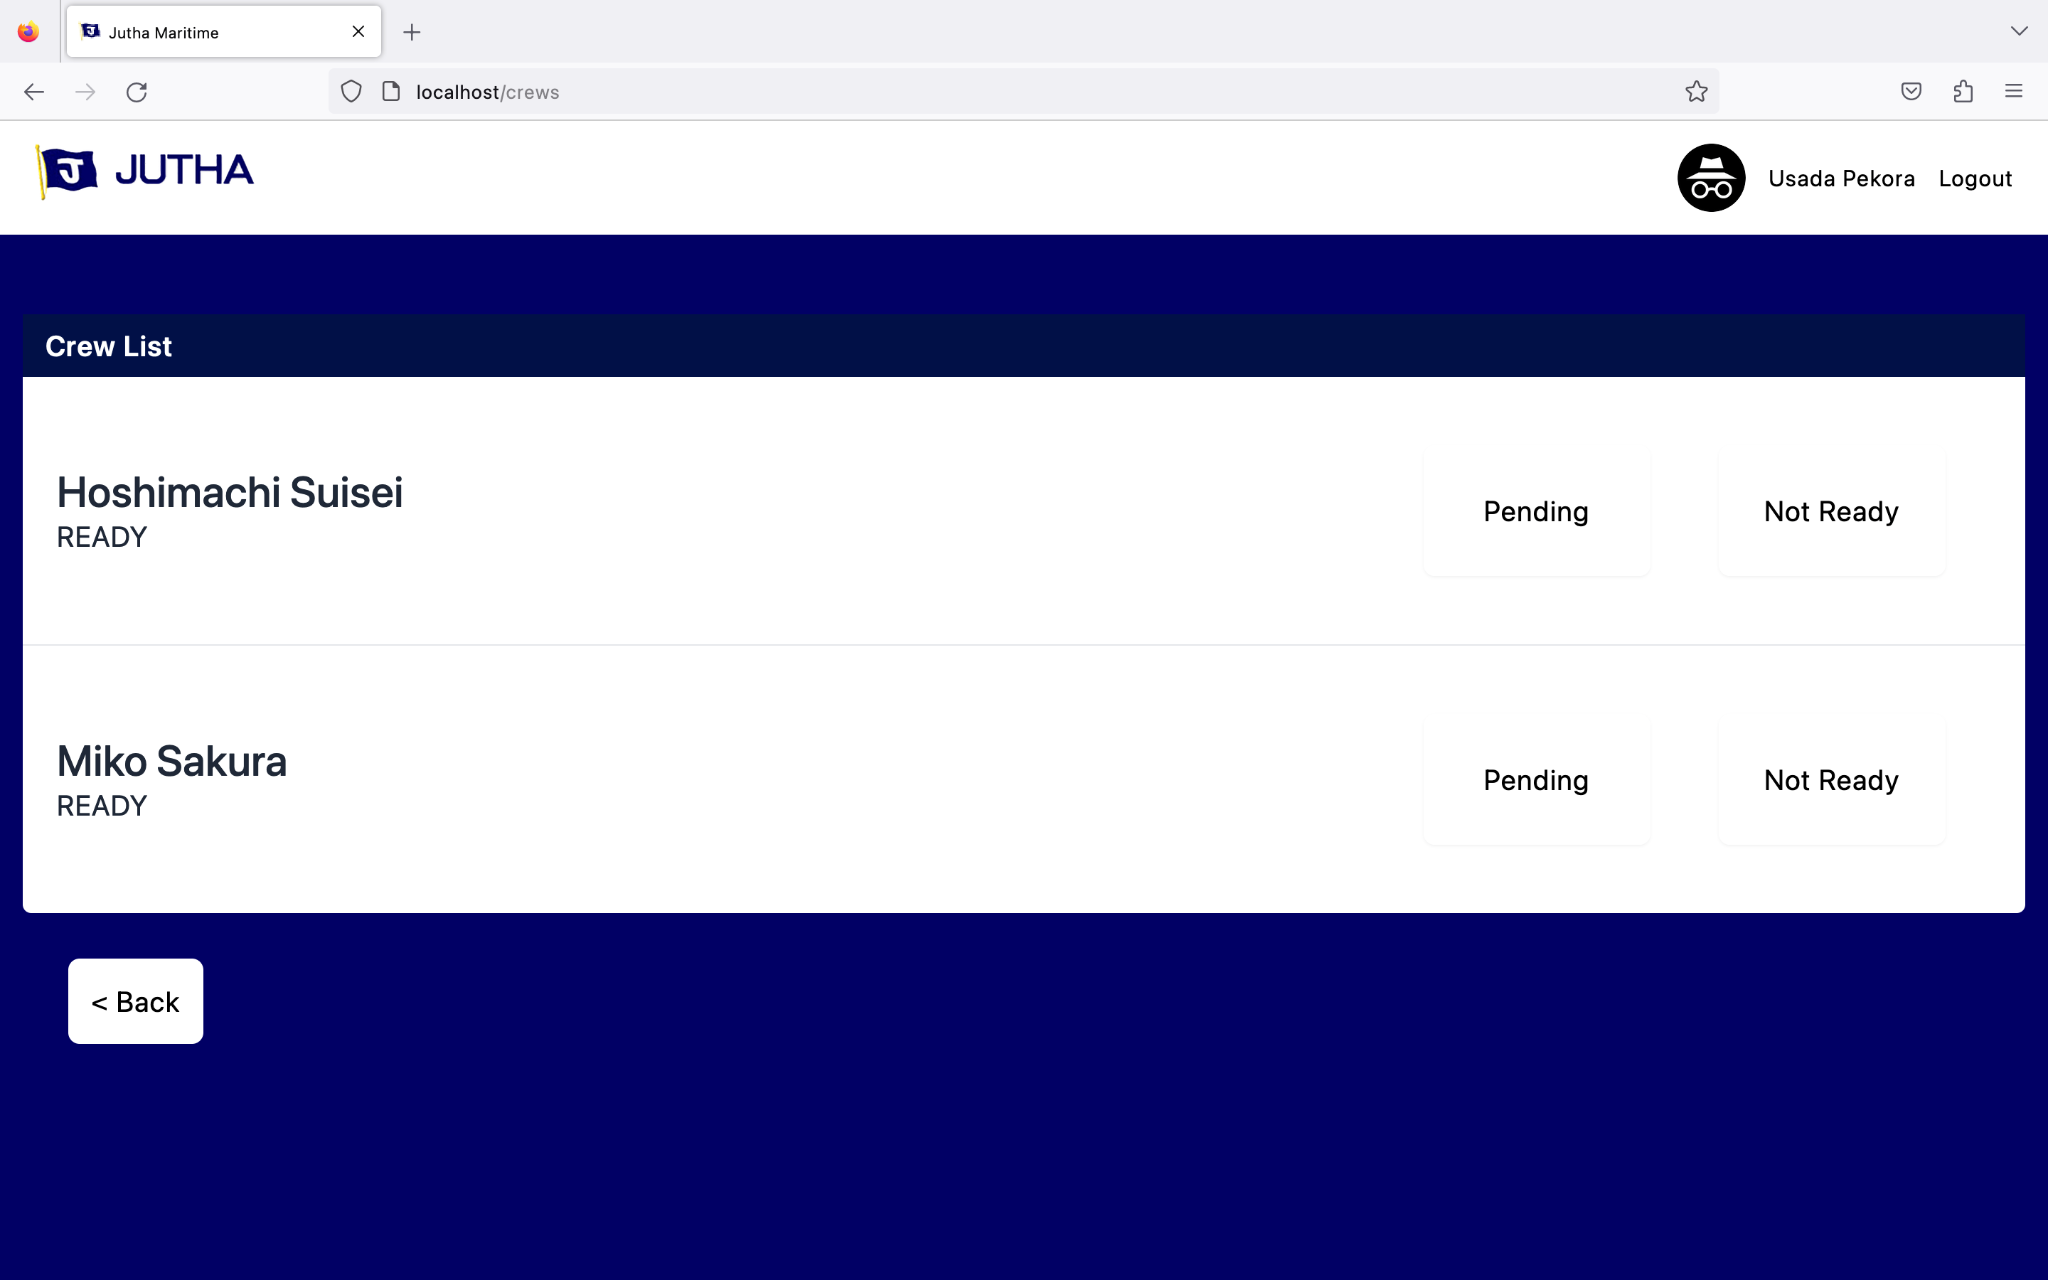 Jutha Maritime
localhost/crews
J JUTHA
Usada Pekora Logout
Crew List
Hoshimachi Suisei
READY
Pending
Not Ready
Miko Sakura
READY
Pending
Not Ready
< Back